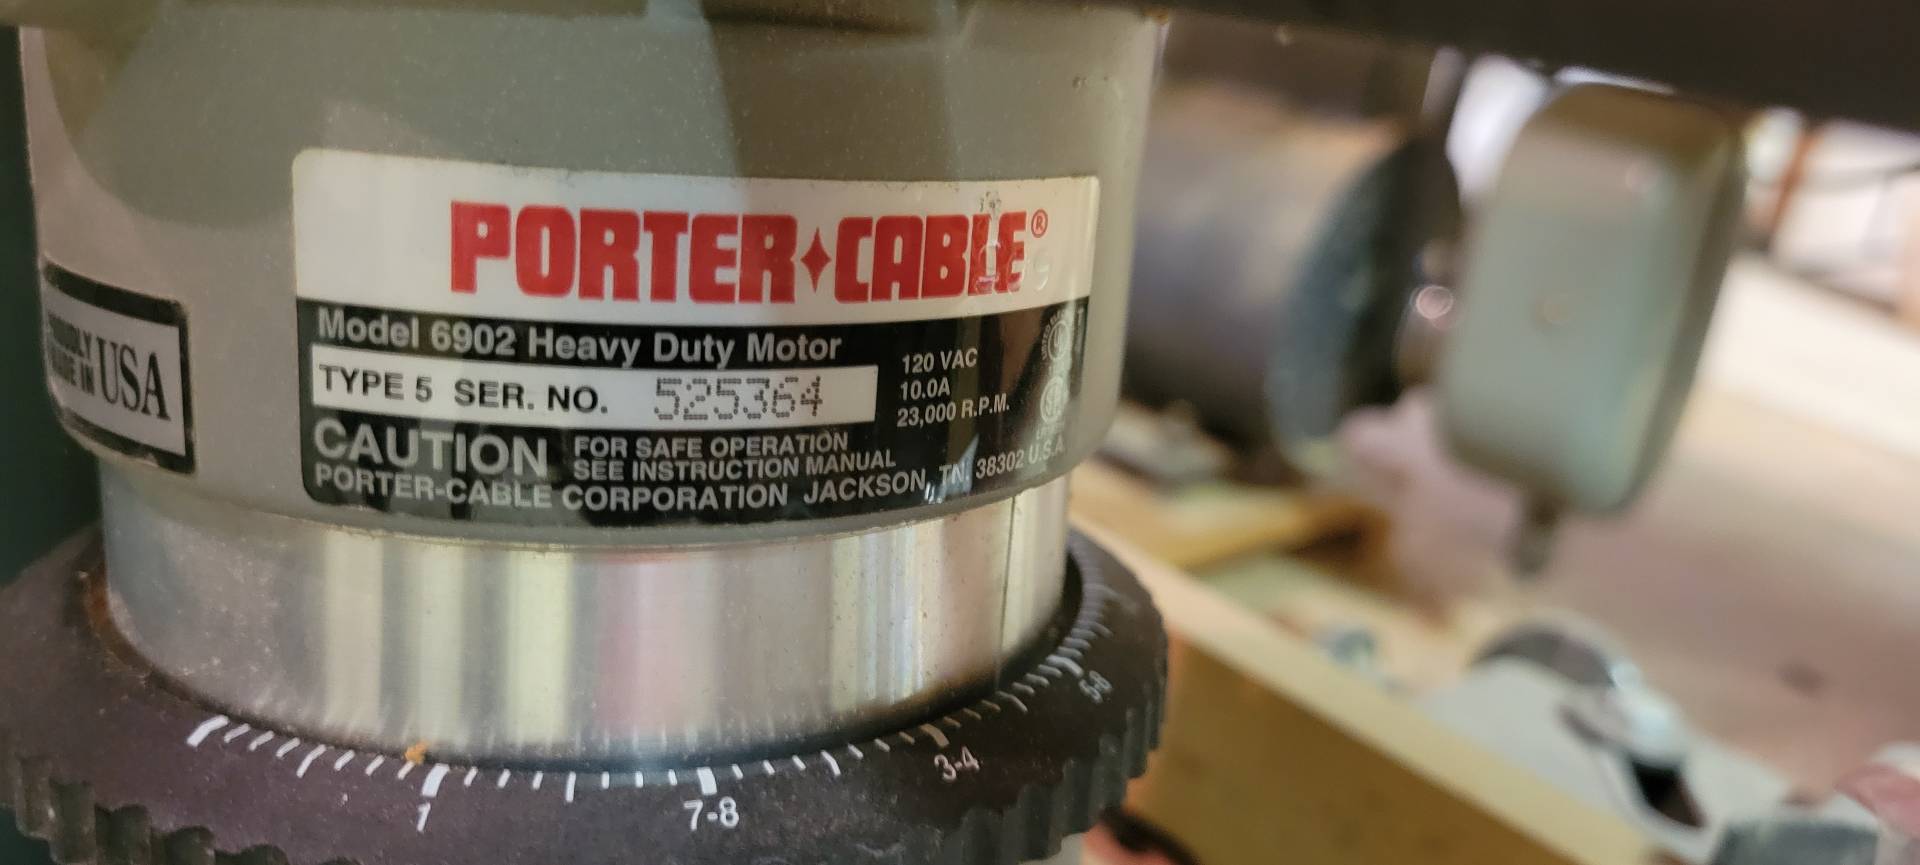 PORTER CABLE®
Model 6902 Heavy Duty Motor
TYPE 5 SER. NO. 525364
120 VAC
10.0A
23,000 R.P.M.
CAUTION FOR SAFE OPERATION
SEE INSTRUCTION MANUAL
PORTER-CABLE CORPORATION JACKSON, TN. 38302 U.S.A.
MADE IN USA
1
7-8
3-4
5-8